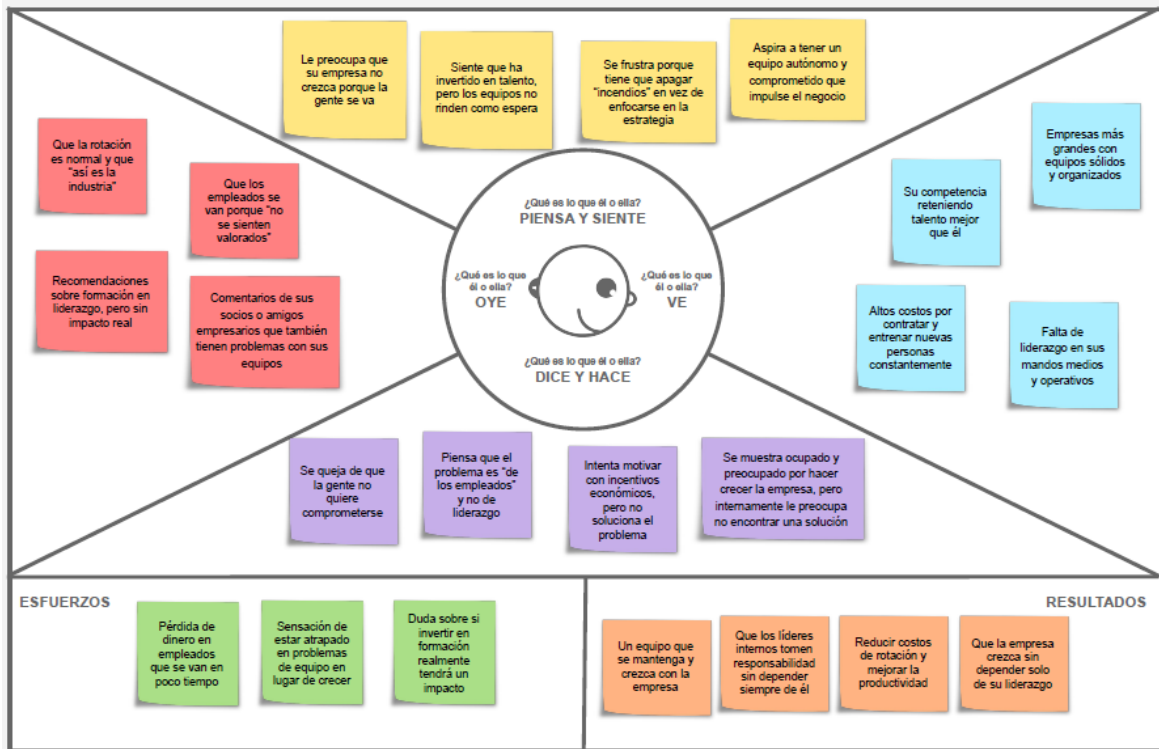 Le preocupa que
su empresa no
crezca porque la
gente se va
Siente que ha
invertido en talento,
pero los equipos no
rinden como espera
Se frustra porque
tiene que apagar
"incendios" en vez de
enfocarse en la
estrategia
Aspira a tener un
equipo autónomo y
comprometido que
impulse el negocio
Que la rotación
es normal y que
"así es la
industria"
Que los
empleados se
van porque "no
se sienten
valorados"
Recomendaciones
sobre formación en
liderazgo, pero sin
impacto real
Comentarios de sus
socios o amigos
empresarios que también
tienen problemas con sus
equipos
¿Qué es lo que él o ella?
PIENSA Y SIENTE
¿Qué es lo que
él o ella?
OYE
¿Qué es lo que
él o ella?
VE
¿Qué es lo que él o ella?
DICE Y HACE
Empresas más
grandes con
equipos sólidos
y organizados
Su competencia
reteniendo
talento mejor
que él
Altos costos por
contratar y
entrenar nuevas
personas
constantemente
Falta de
liderazgo en sus
mandos medios
y operativos
Se queja de que
la gente no
quiere
comprometerse
Piensa que el
problema es "de
los empleados"
y no de
liderazgo
Intenta motivar
con incentivos
económicos,
pero no
soluciona el
problema
Se muestra ocupado y
preocupado por hacer
crecer la empresa, pero
internamente le preocupa
no encontrar una solución
ESFUERZOS
Pérdida de
dinero en
empleados
que se van en
poco tiempo
Sensación de
estar atrapado
en problemas
de equipo en
lugar de crecer
Duda sobre si
invertir en
formación
realmente
tendrá un
impacto
RESULTADOS
Un equipo que
se mantenga y
crezca con la
empresa
Que los líderes
internos tomen
responsabilidad
sin depender
siempre de él
Reducir costos
de rotación y
mejorar la
productividad
Que la empresa
crezca sin
depender solo
de su liderazgo